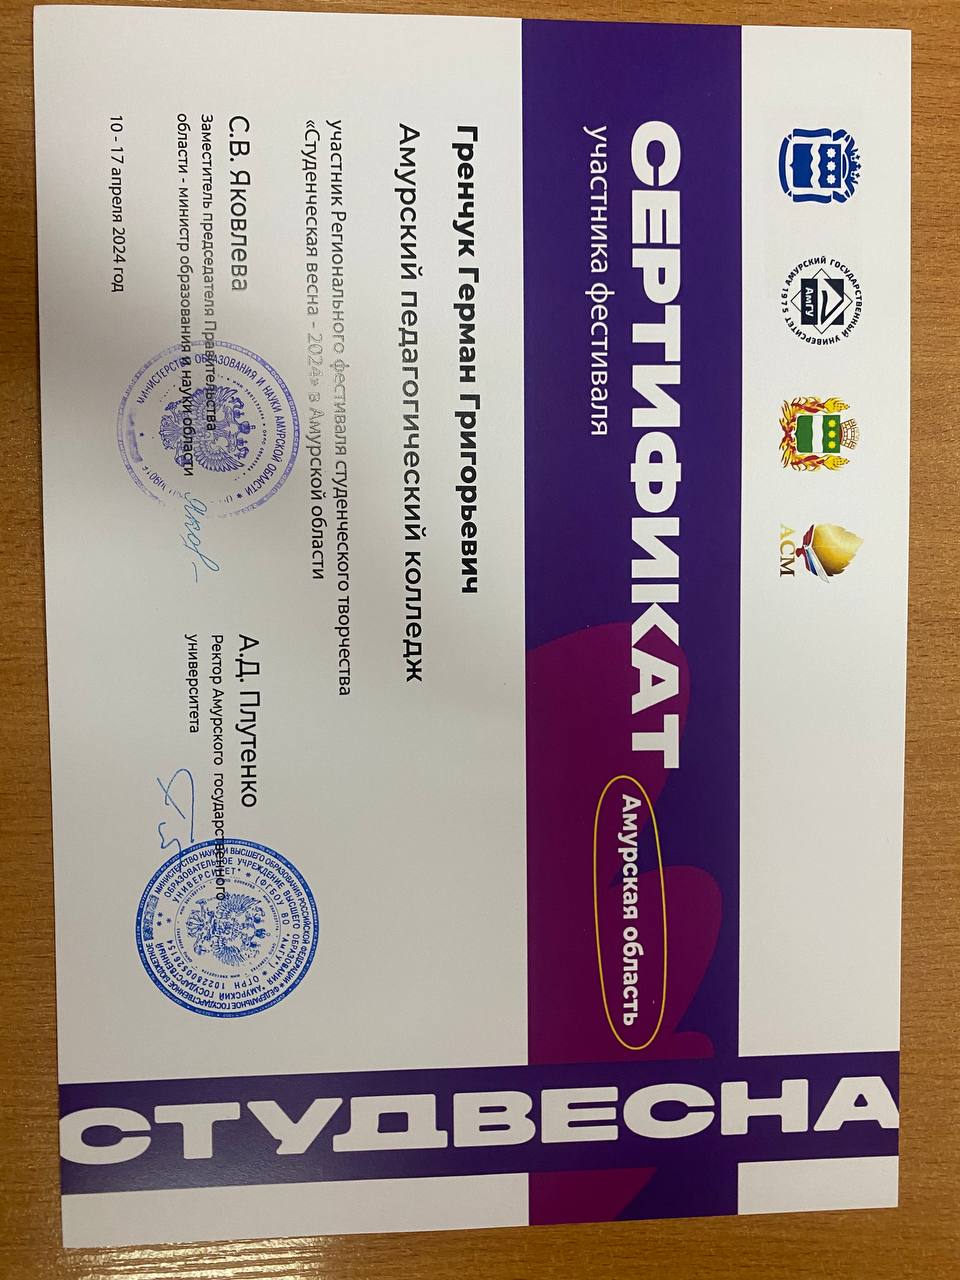 АМУРСКИЙ ГОСУДАРСТВЕННЫЙ УНИВЕРСИТЕТ 1975
АмГУ
АСМ
СЕРТИФИКАТ
участника фестиваля
Амурская область
Гренчук Герман Григорьевич
Амурский педагогический колледж
участник Регионального фестиваля студенческого творчества
«Студенческая весна - 2024» в Амурской области
С.В. Яковлева
Заместитель председателя Правительства
области - министр образования и науки области
А.Д. Плутенко
Ректор Амурского государственного
университета
10 - 17 апреля 2024 год
МИНИСТЕРСТВО ОБРАЗОВАНИЯ И НАУКИ АМУРСКОЙ ОБЛАСТИ
МИНИСТЕРСТВО НАУКИ И ВЫСШЕГО ОБРАЗОВАНИЯ РОССИЙСКОЙ ФЕДЕРАЦИИ * ФЕДЕРАЛЬНОЕ ГОСУДАРСТВЕННОЕ БЮДЖЕТНОЕ
ОБРАЗОВАТЕЛЬНОЕ УЧРЕЖДЕНИЕ ВЫСШЕГО ОБРАЗОВАНИЯ "АМУРСКИЙ ГОСУДАРСТВЕННЫЙ
УНИВЕРСИТЕТ" * (ФГБОУ ВО "АмГУ") * ОГРН 1022800526154
СТУДВЕСНА